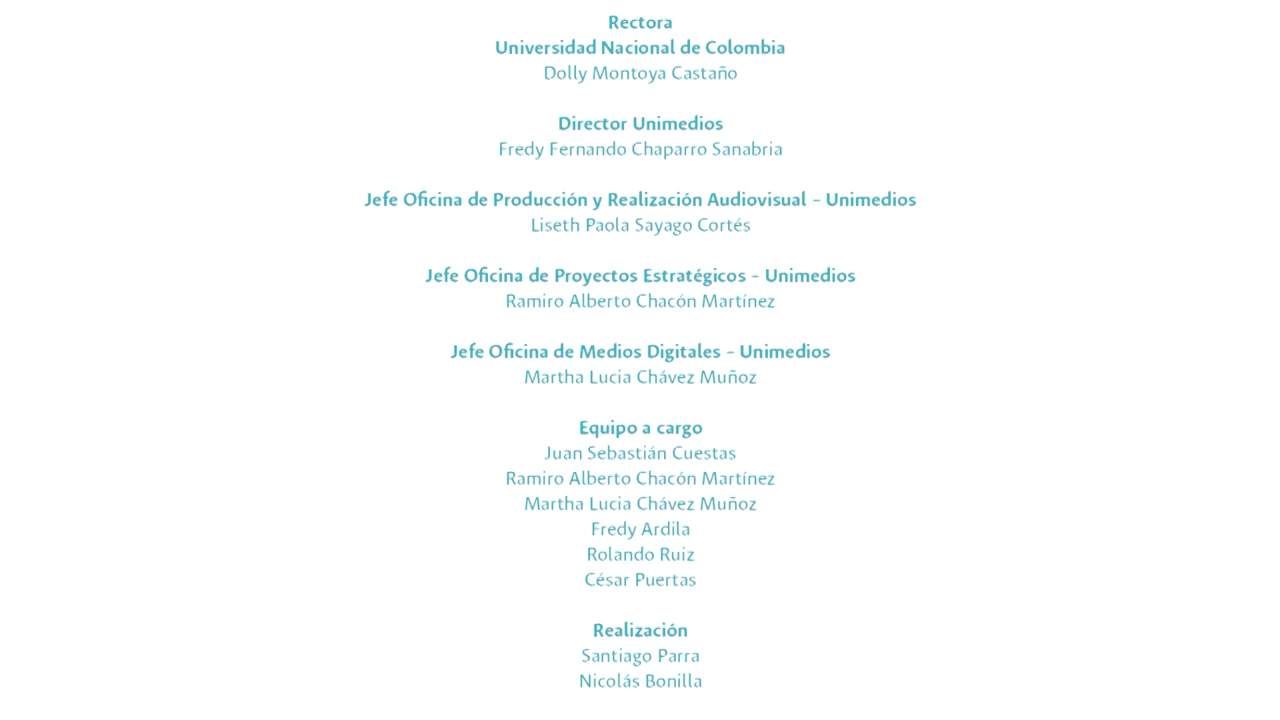 Rectora
Universidad Nacional de Colombia
Dolly Montoya Castaño
Director Unimedios
Fredy Fernando Chaparro Sanabria
Jefe Oficina de Producción y Realización Audiovisual – Unimedios
Liseth Paola Sayago Cortés
Jefe Oficina de Proyectos Estratégicos – Unimedios
Ramiro Alberto Chacón Martínez
Jefe Oficina de Medios Digitales – Unimedios
Martha Lucia Chávez Muñoz
Equipo a cargo
Juan Sebastián Cuestas
Ramiro Alberto Chacón Martínez
Martha Lucia Chávez Muñoz
Fredy Ardila
Rolando Ruiz
César Puertas
Realización
Santiago Parra
Nicolás Bonilla